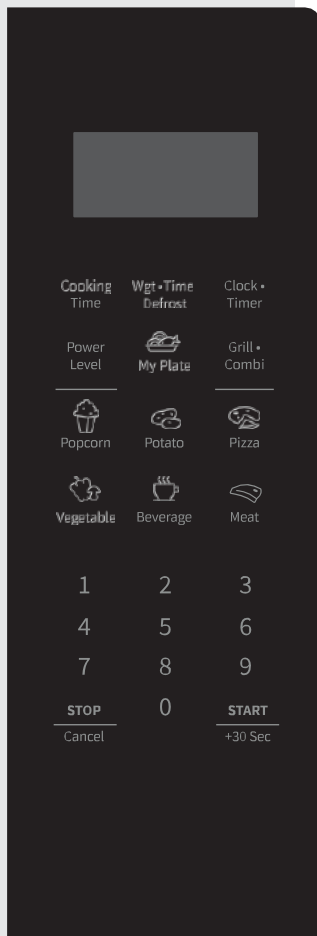 Cooking Wgt•Time Clock•
Time Defrost Timer
Power My Plate Grill•
Level Combi
Popcorn Potato Pizza
Vegetable Beverage Meat
1 2 3
4 5 6
7 8 9
STOP 0 START
Cancel +30 Sec